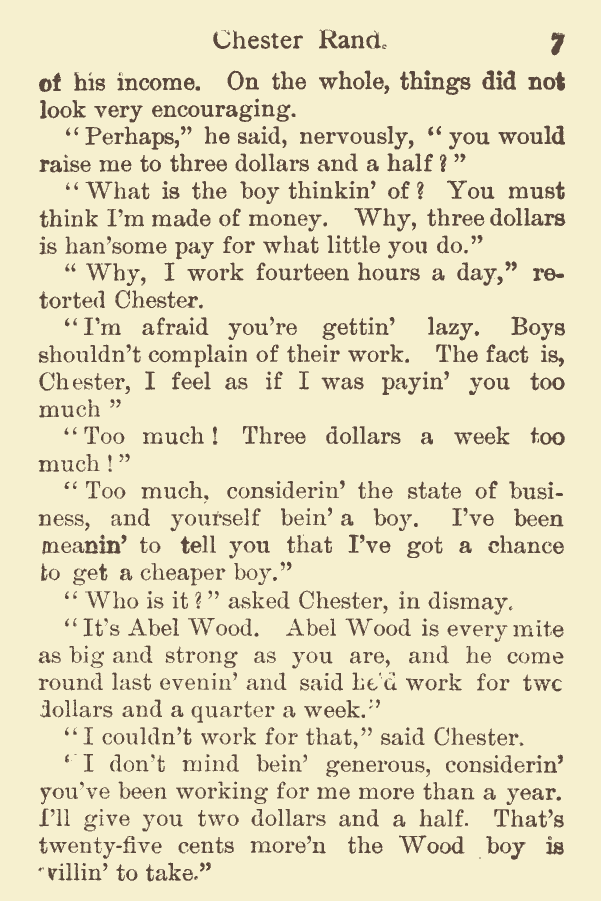 Chester Rand. 7
of his income. On the whole, things did not
look very encouraging.
“Perhaps,” he said, nervously, “you would
raise me to three dollars and a half?”
“What is the boy thinkin’ of? You must
think I’m made of money. Why, three dollars
is han’some pay for what little you do.”
“Why, I work fourteen hours a day,” re-
torted Chester.
“I’m afraid you’re gettin’ lazy. Boys
shouldn’t complain of their work. The fact is,
Chester, I feel as if I was payin’ you too
much”
“Too much! Three dollars a week too
much!”
“Too much, considerin’ the state of busi-
ness, and yourself bein’ a boy. I’ve been
meanin’ to tell you that I’ve got a chance
to get a cheaper boy.”
“Who is it?” asked Chester, in dismay.
“It’s Abel Wood. Abel Wood is every mite
as big and strong as you are, and he come
round last evenin’ and said he’d work for two
dollars and a quarter a week.”
“I couldn’t work for that,” said Chester.
“I don’t mind bein’ generous, considerin’
you’ve been working for me more than a year.
I’ll give you two dollars and a half. That’s
twenty-five cents more’n the Wood boy is
willin’ to take.”